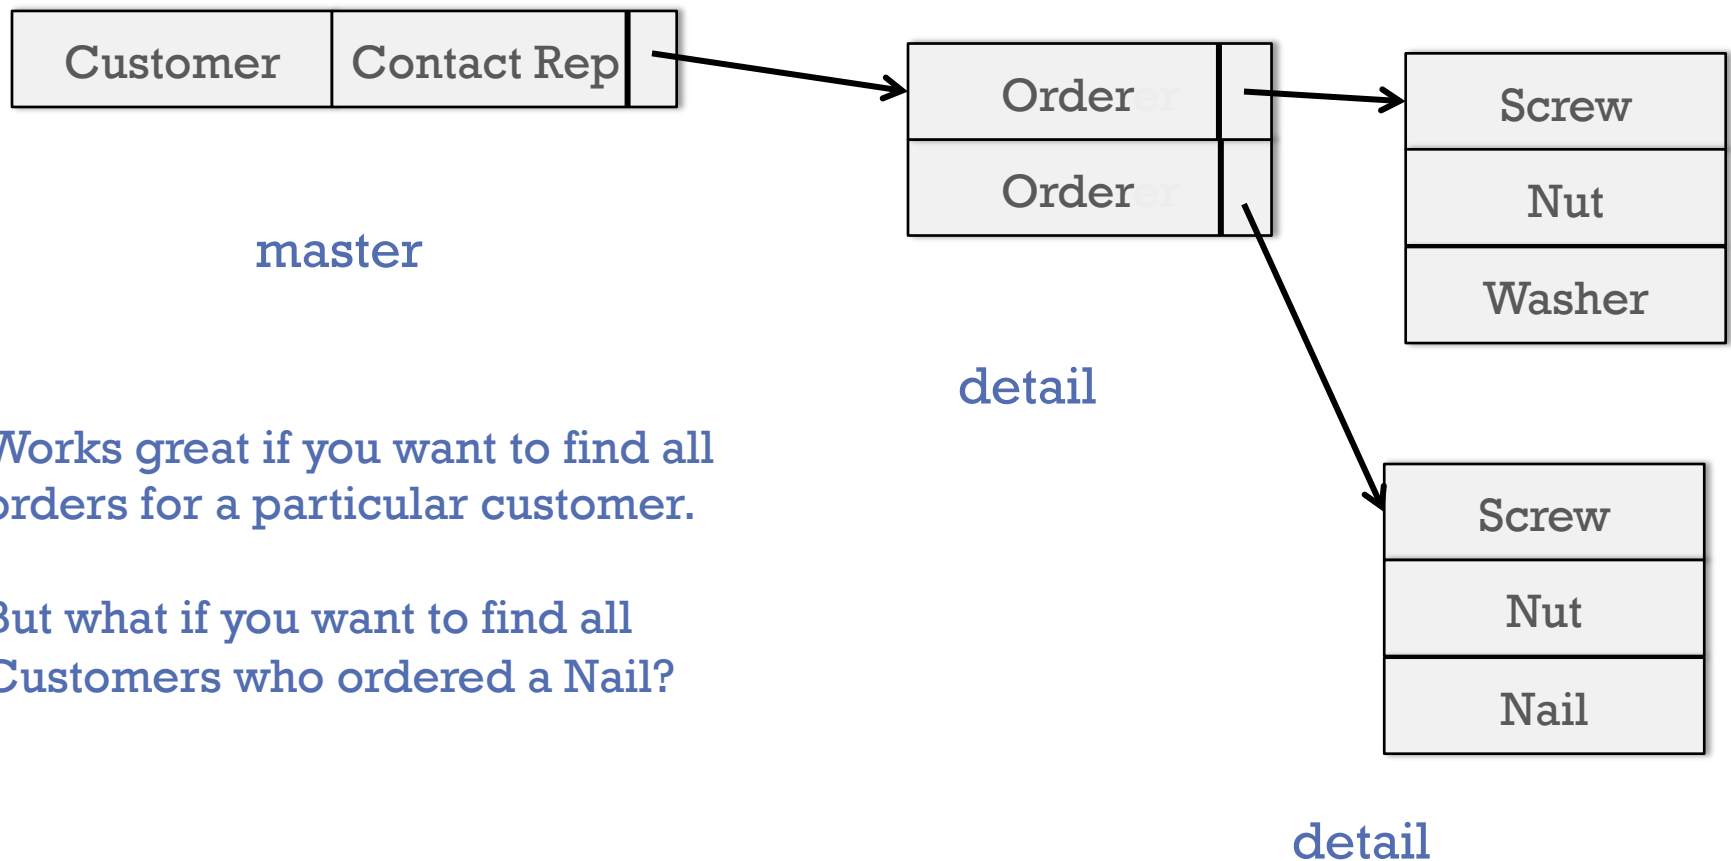 Customer Contact Rep
Order
Order
Screw
Nut
Washer
master
detail
Works great if you want to find all
orders for a particular customer.
But what if you want to find all
Customers who ordered a Nail?
Screw
Nut
Nail
detail